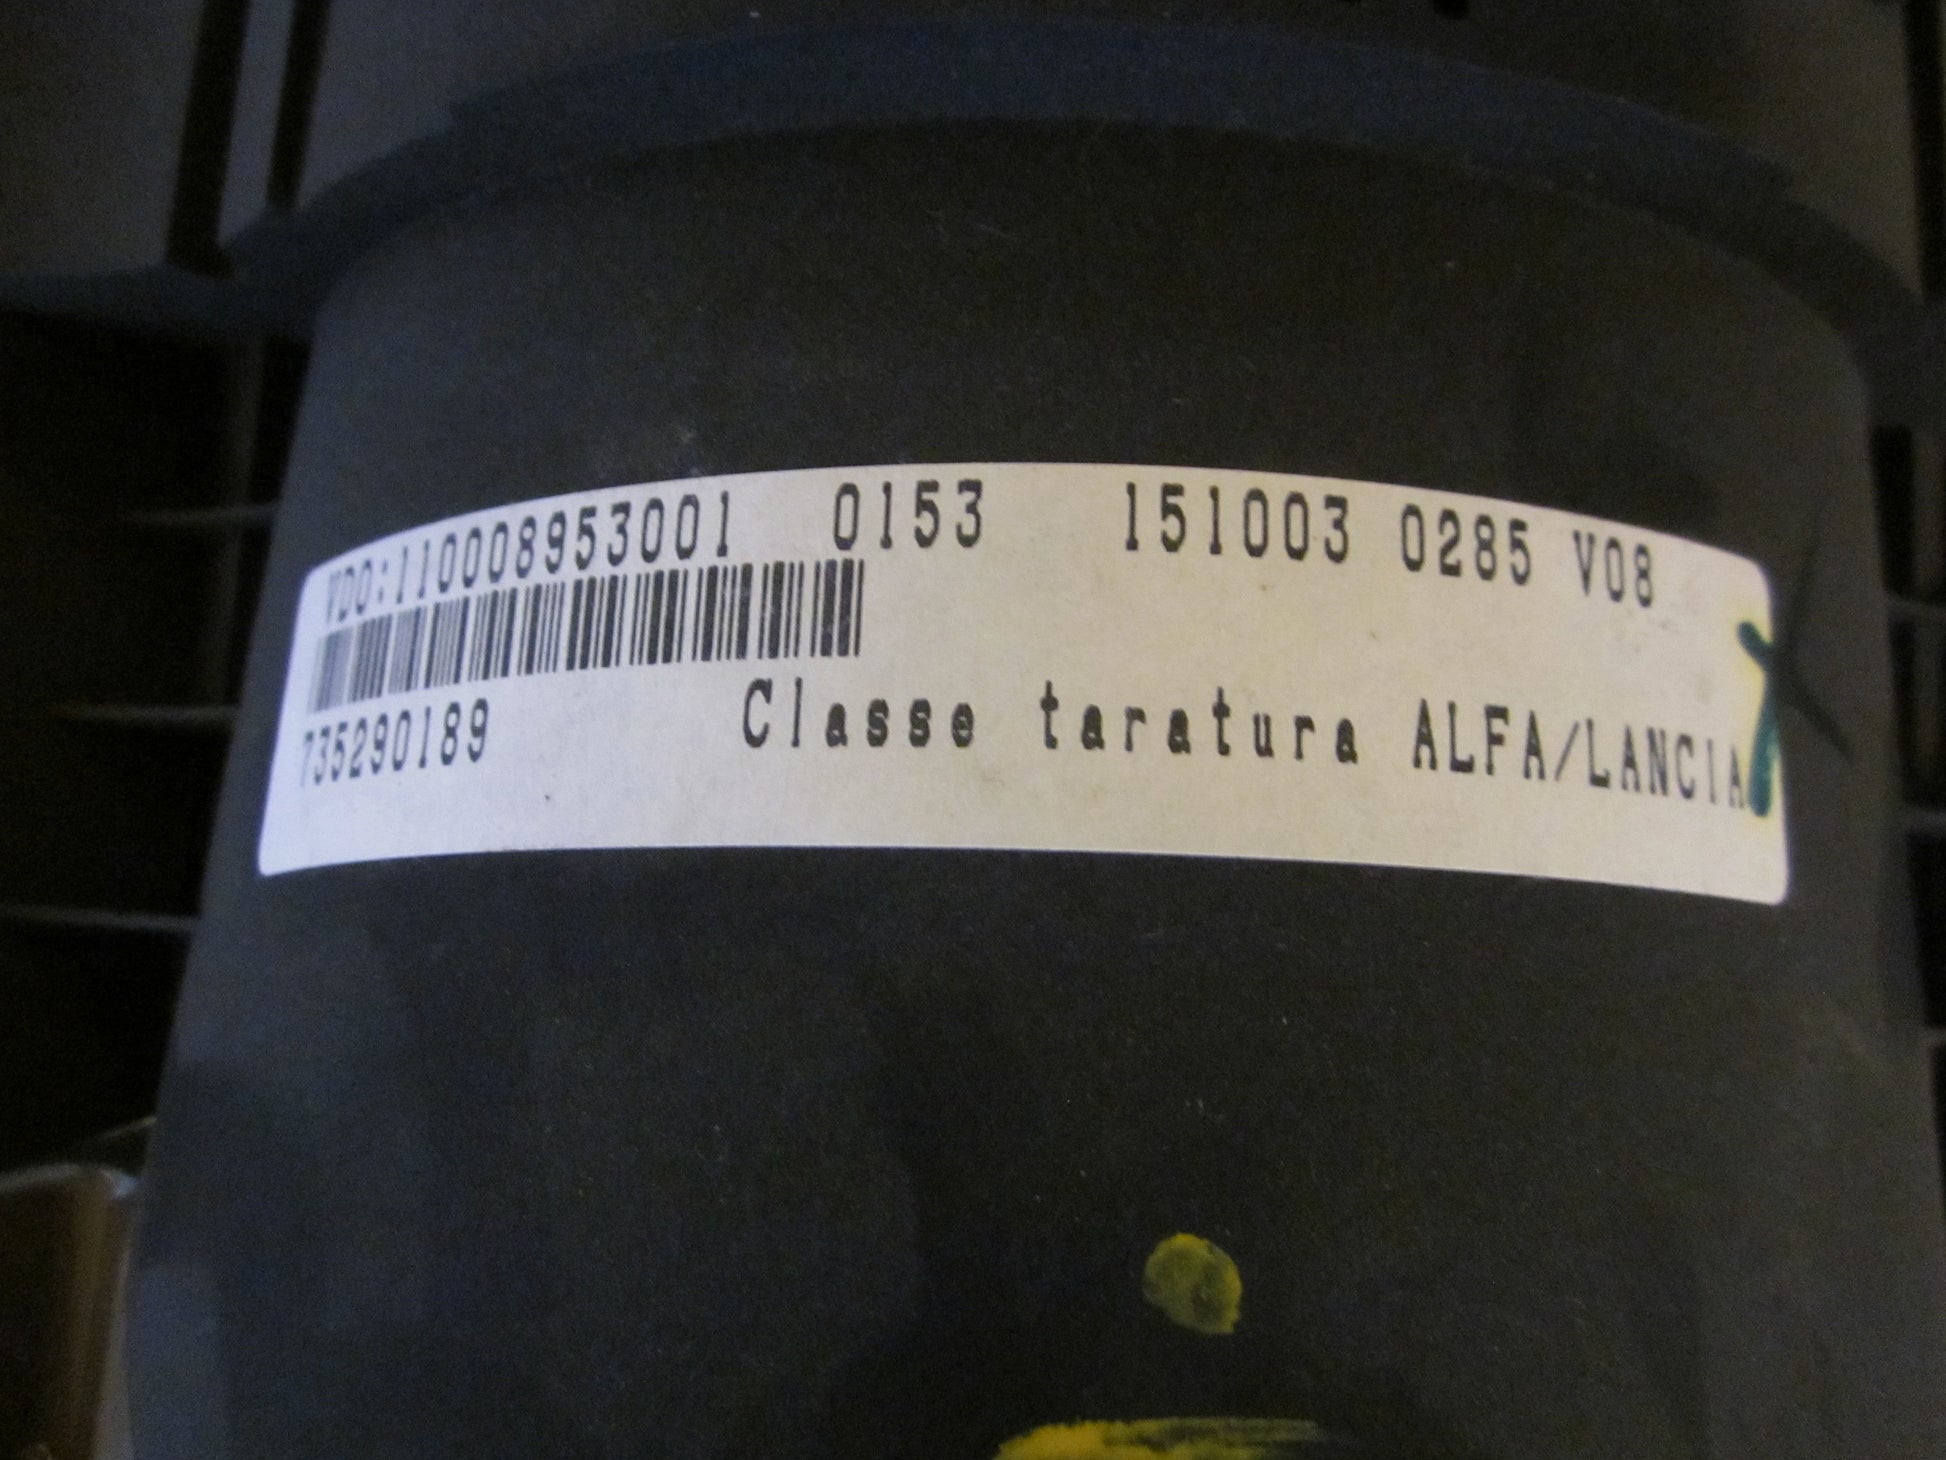 VDO:110008953001 0153 151003 0285 V08
735290189 Classe taratura ALFA/LANCIA